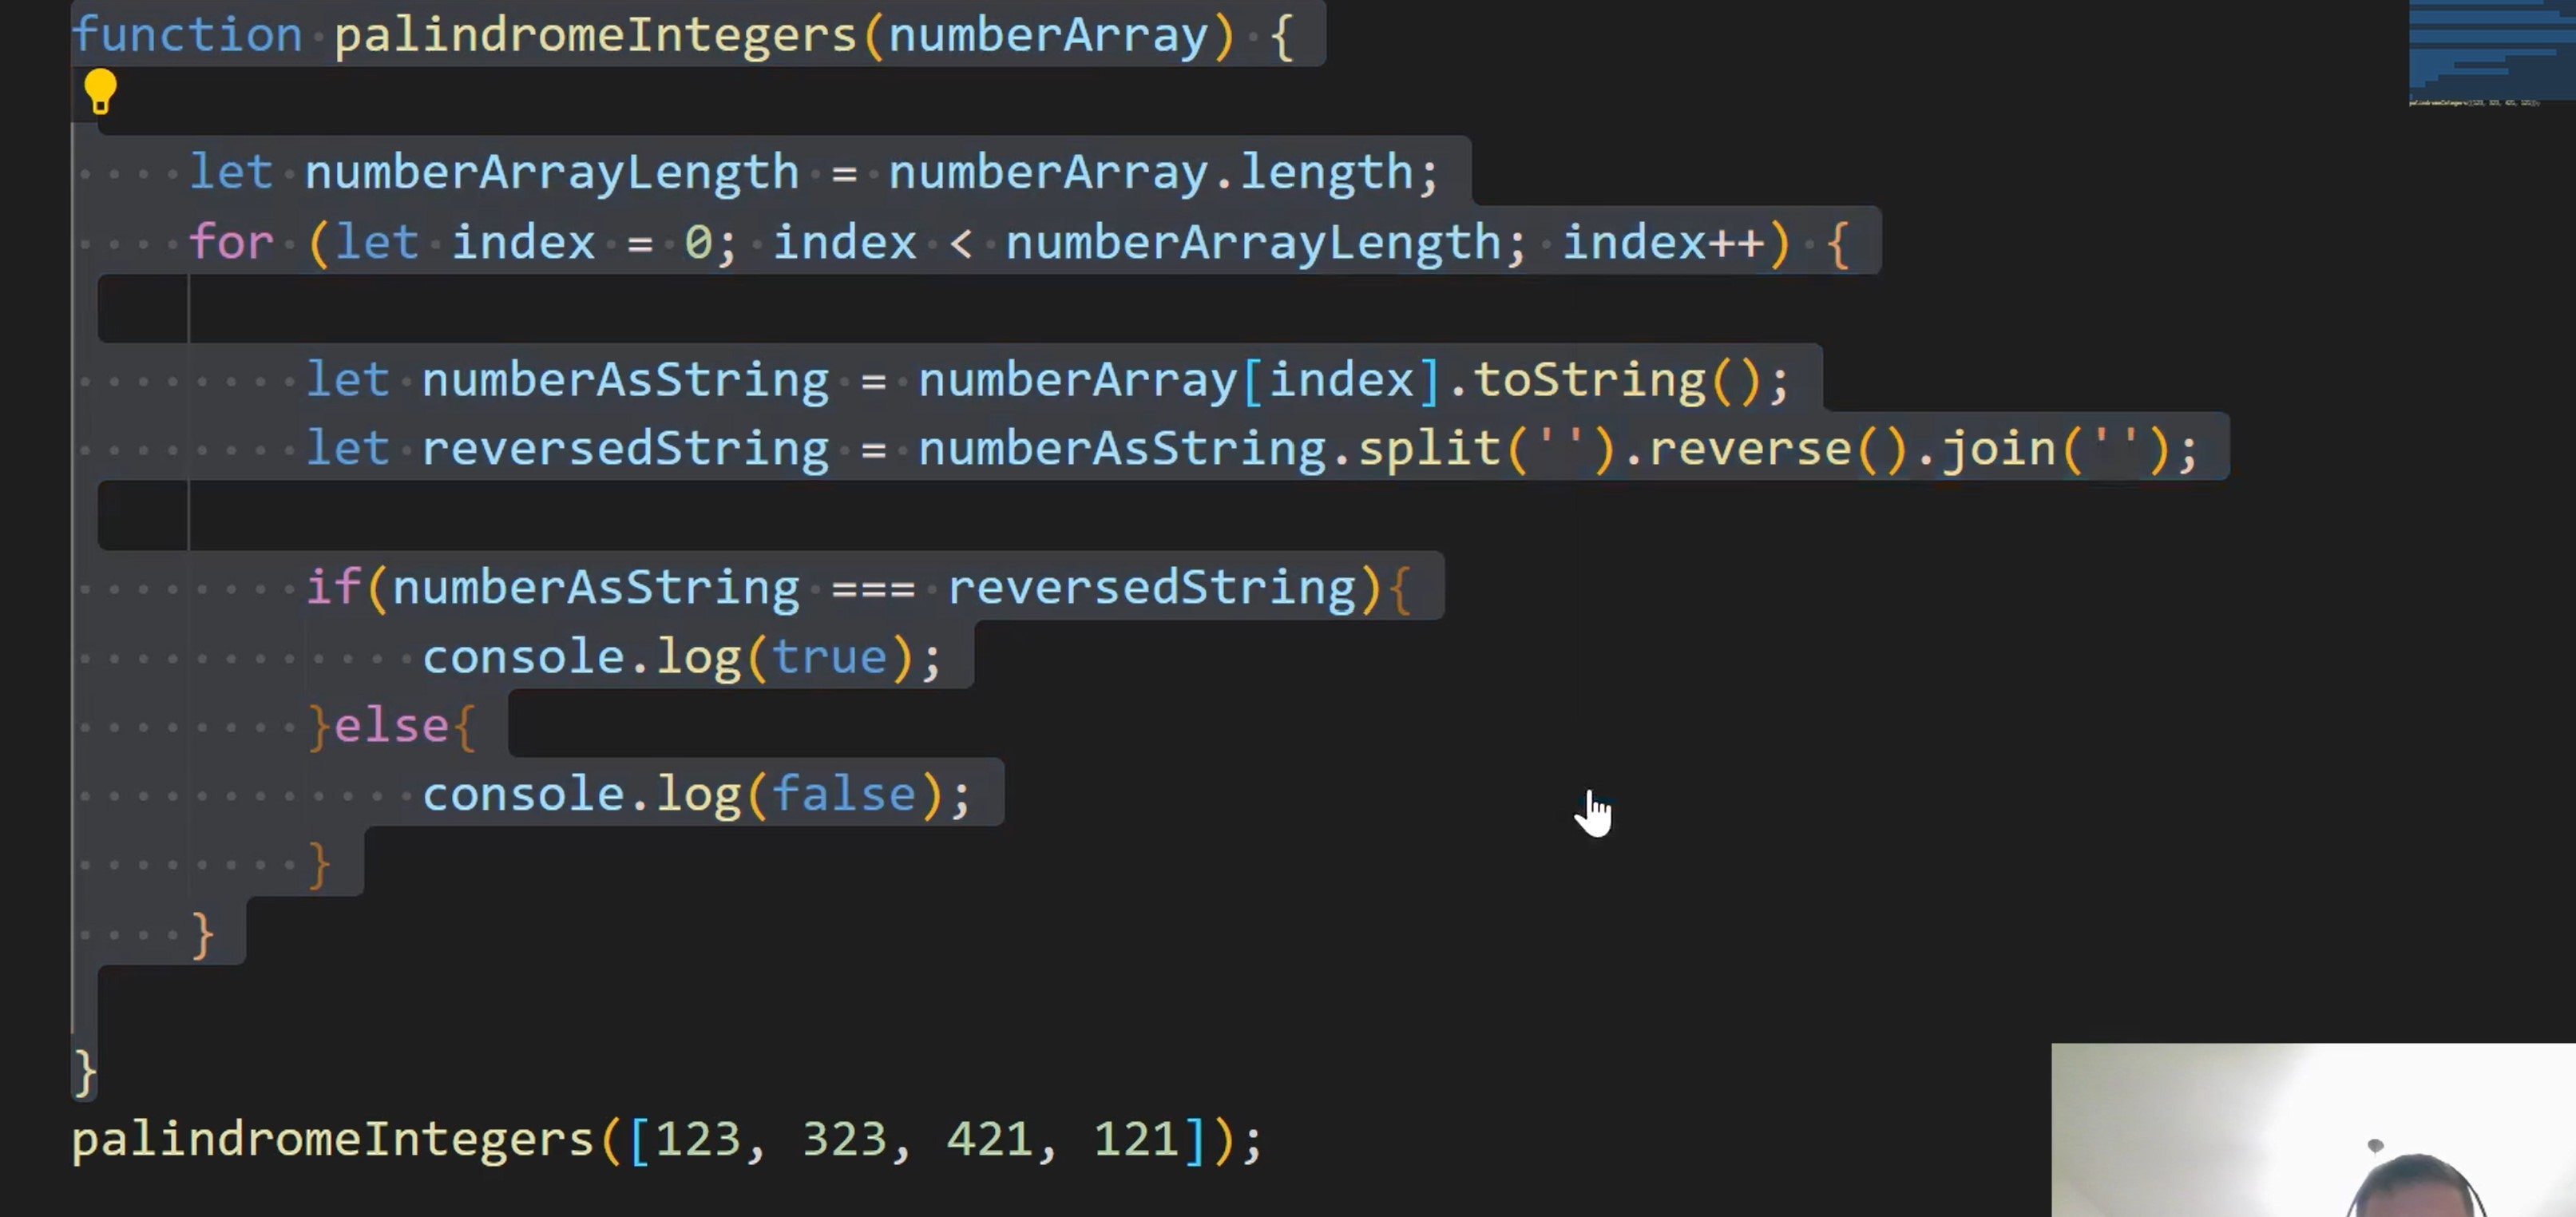 function palindromeIntegers(numberArray) {
let numberArrayLength = numberArray.length;
for (let index = 0; index < numberArrayLength; index++) {
let numberAsString = numberArray[index].toString();
let reversedString = numberAsString.split('').reverse().join('');
if(numberAsString === reversedString){
console.log(true);
}else{
console.log(false);
}
}
}
palindromeIntegers([123, 323, 421, 121]);